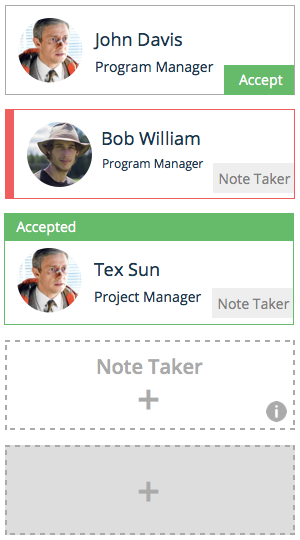 John Davis
Program Manager
Accept
Bob William
Program Manager
Note Taker
Accepted
Tex Sun
Project Manager
Note Taker
Note Taker
+
i
+